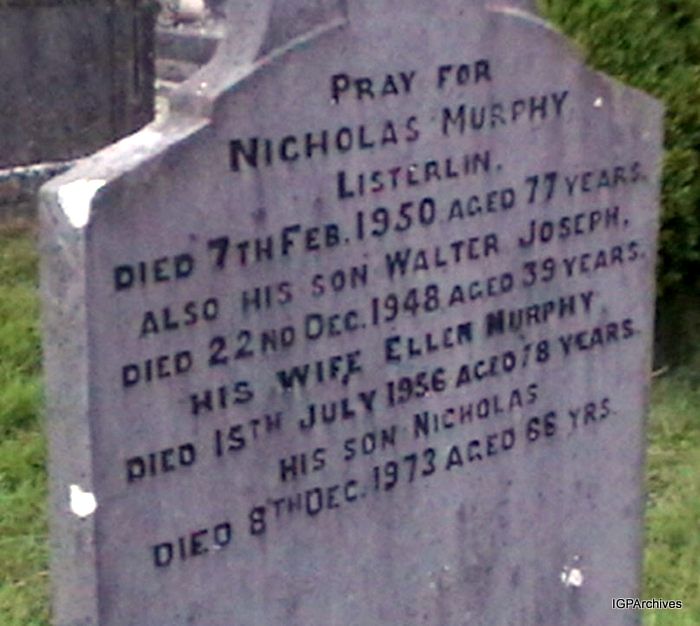 PRAY FOR
NICHOLAS MURPHY
LISTERLIN.
DIED 7TH FEB. 1950. AGED 77 YEARS.
ALSO HIS SON WALTER JOSEPH,
DIED 22ND DEC. 1948. AGED 39 YEARS.
HIS WIFE ELLEN MURPHY
DIED 15TH JULY 1956 AGED 78 YEARS.
HIS SON NICHOLAS
DIED 8TH DEC. 1973 AGED 66 YRS.
IGPArchives